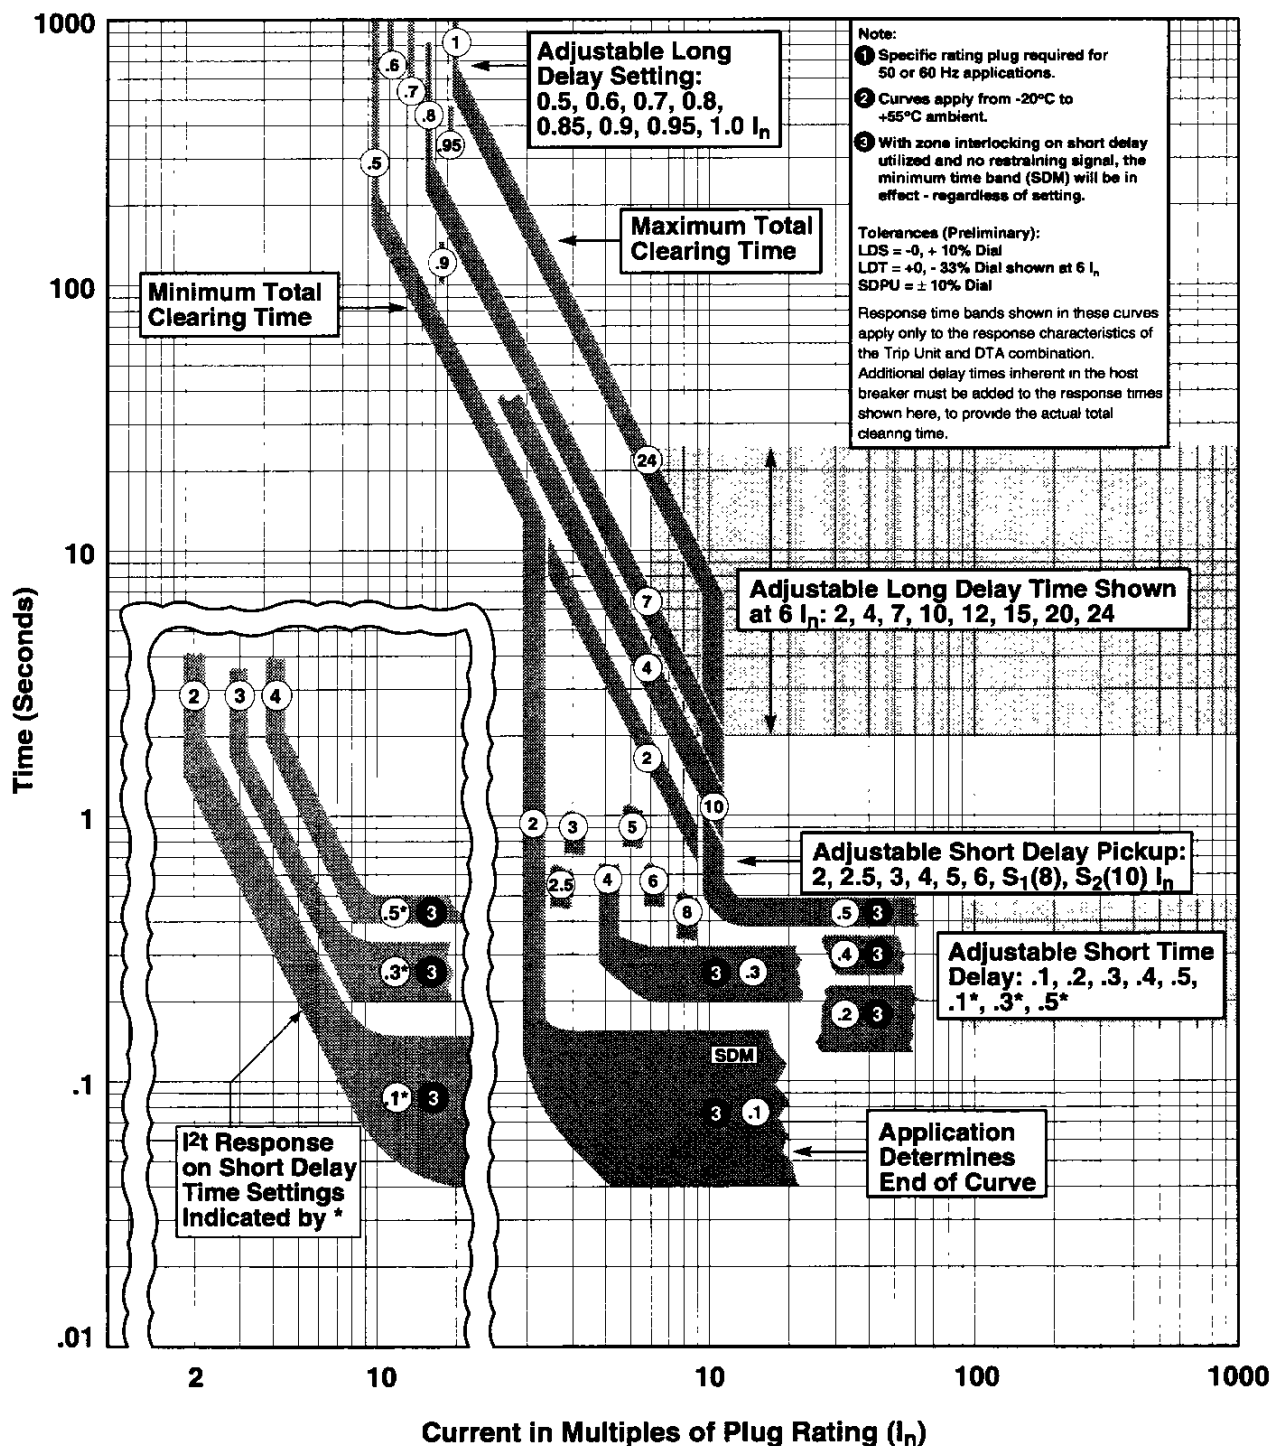 1000
100
10
1
.1
.01
Time (Seconds)
1
.6
.7
.8
.95
.5
.9
Adjustable Long
Delay Setting:
0.5, 0.6, 0.7, 0.8,
0.85, 0.9, 0.95, 1.0 In
Note:
1 Specific rating plug required for
50 or 60 Hz applications.
2 Curves apply from -20°C to
+55°C ambient.
3 With zone interlocking on short delay
utilized and no restraining signal, the
minimum time band (SDM) will be in
effect - regardless of setting.
Tolerances (Preliminary):
LDS = -0, + 10% Dial
LDT = +0, - 33% Dial shown at 6 In
SDPU = ± 10% Dial
Response time bands shown in these curves
apply only to the response characteristics of
the Trip Unit and DTA combination.
Additional delay times inherent in the host
breaker must be added to the response times
shown here, to provide the actual total
clearing time.
Maximum Total
Clearing Time
Minimum Total
Clearing Time
24
7
4
2
10
Adjustable Long Delay Time Shown
at 6 In: 2, 4, 7, 10, 12, 15, 20, 24
2
3
4
2
3
5
2.5
4
6
8
Adjustable Short Delay Pickup:
2, 2.5, 3, 4, 5, 6, S1(8), S2(10) In
.5* 3
.3* 3
.1* 3
.5 3
.4 3
3 .3
.2 3
SDM
3 .1
Adjustable Short Time
Delay: .1, .2, .3, .4, .5,
.1*, .3*, .5*
I²t Response
on Short Delay
Time Settings
Indicated by *
Application
Determines
End of Curve
2 10 10 100 1000
Current in Multiples of Plug Rating (In)